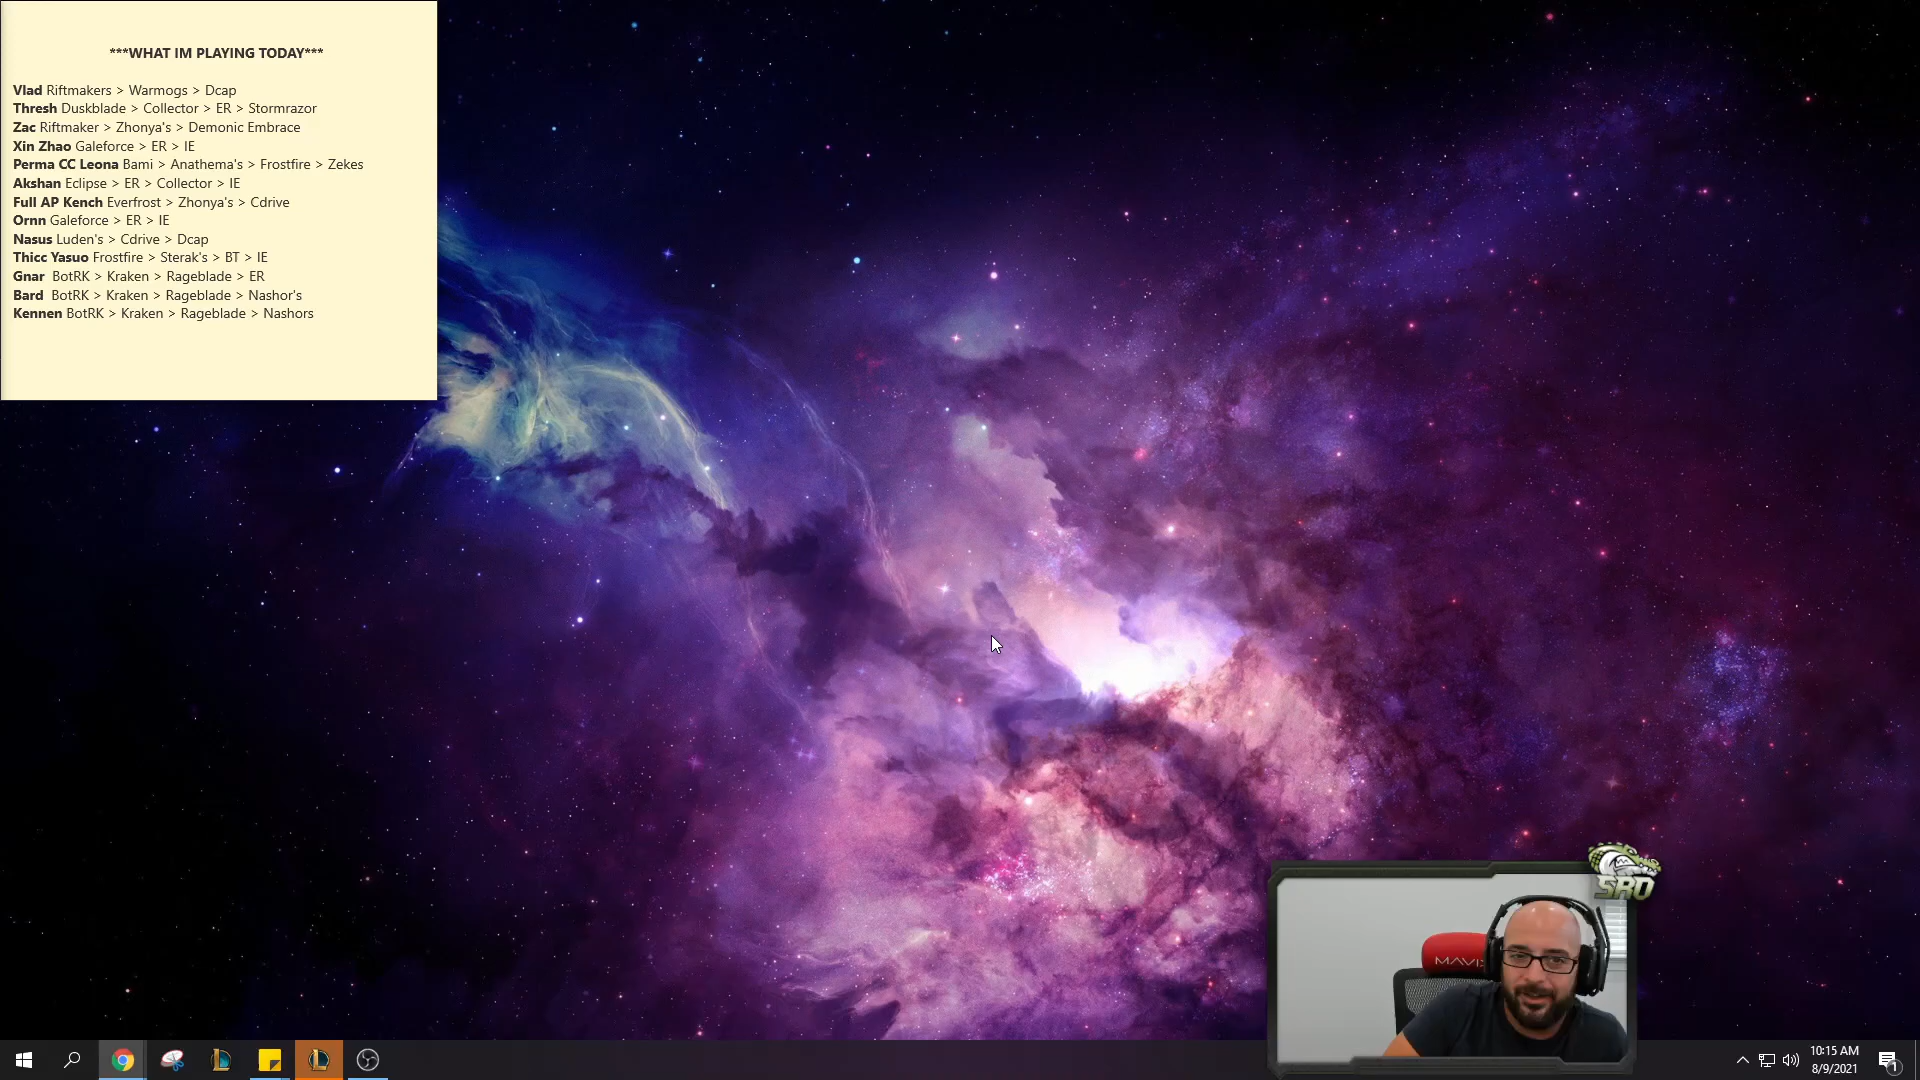 ***WHAT IM PLAYING TODAY***
Vlad Riftmakers > Warmogs > Dcap
Thresh Duskblade > Collector > ER > Stormrazor
Zac Riftmaker > Zhonya's > Demonic Embrace
Xin Zhao Galeforce > ER > IE
Perma CC Leona Bami > Anathema's > Frostfire > Zekes
Akshan Eclipse > ER > Collector > IE
Full AP Kench Everfrost > Zhonya's > Cdrive
Ornn Galeforce > ER > IE
Nasus Luden's > Cdrive > Dcap
Thicc Yasuo Frostfire > Sterak's > BT > IE
Gnar  BotRK > Kraken > Rageblade > ER
Bard  BotRK > Kraken > Rageblade > Nashor's
Kennen BotRK > Kraken > Rageblade > Nashors
SRO
MAVIX
10:15 AM
8/9/2021
1